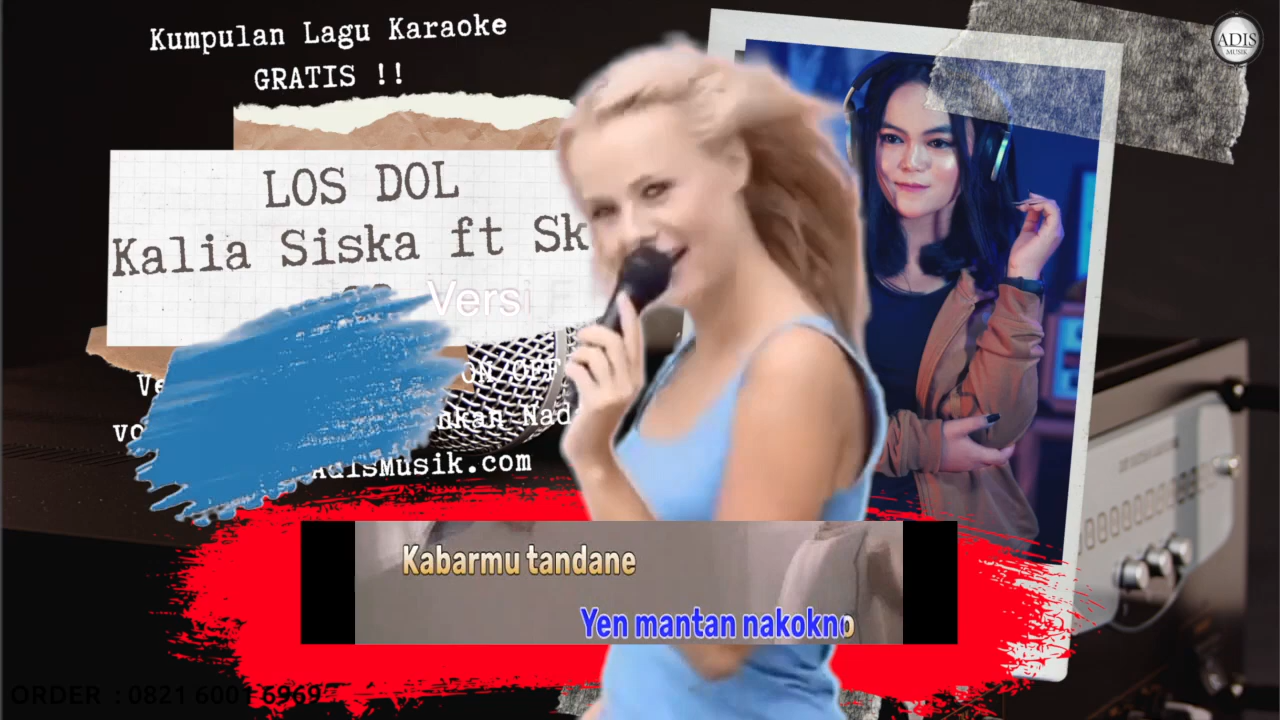 Kumpulan Lagu Karaoke
GRATIS !!
ADIS
MUSIK
LOS DOL
Kalia Siska ft
Versi
AdisMusik.com
Kabarmu tandane
Yen mantan nakokno
ORDER : 0821 6001 6969